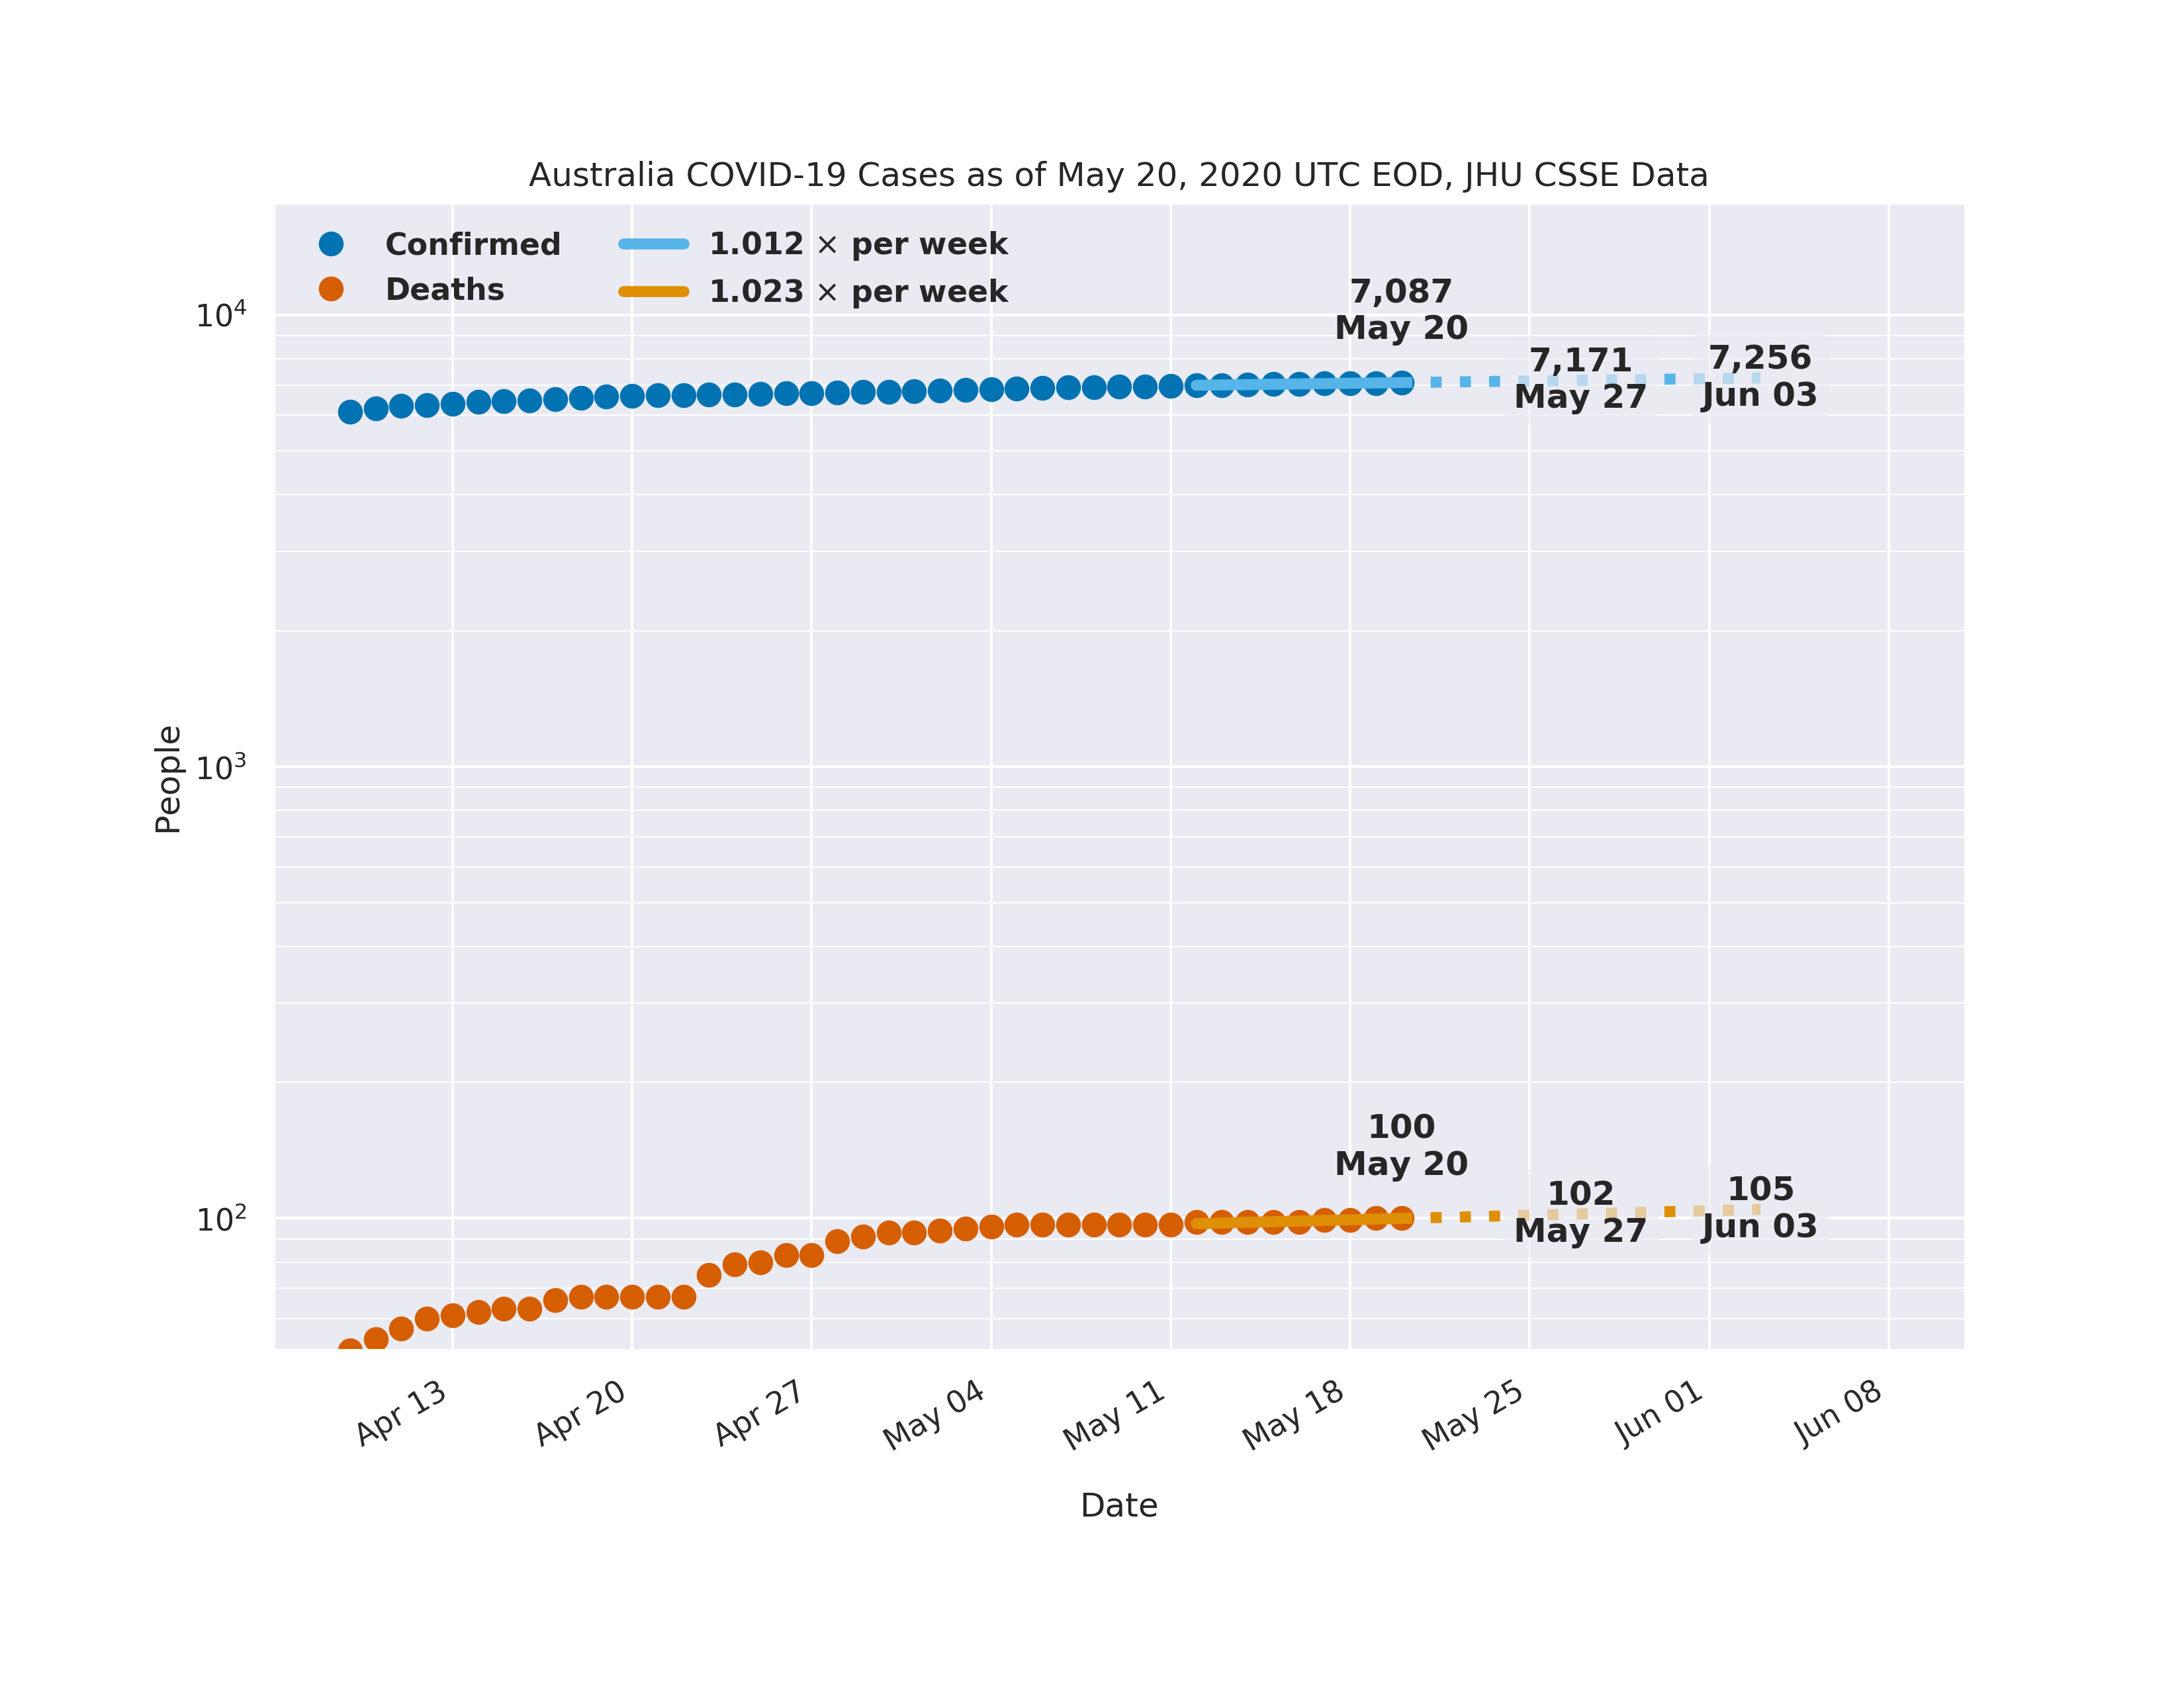 Australia COVID-19 Cases as of May 20, 2020 UTC EOD, JHU CSSE Data
Confirmed
Deaths
1.012 × per week
1.023 × per week
7,087
May 20
7,171
May 27
7,256
Jun 03
100
May 20
102
May 27
105
Jun 03
People
10⁴
10³
10²
Apr 13
Apr 20
Apr 27
May 04
May 11
May 18
May 25
Jun 01
Jun 08
Date